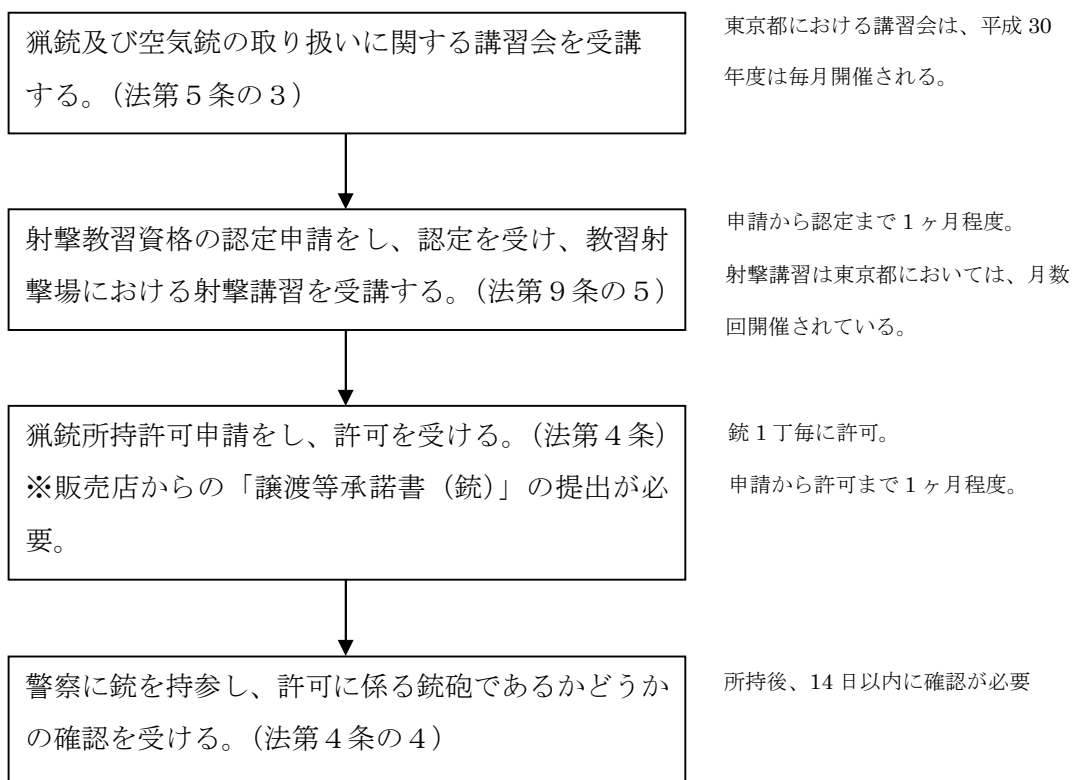 猟銃及び空気銃の取り扱いに関する講習会を受講
する。（法第５条の３）
東京都における講習会は、平成 30
年度は毎月開催される。
射撃教習資格の認定申請をし、認定を受け、教習射
撃場における射撃講習を受講する。（法第９条の５）
申請から認定まで 1 ヶ月程度。
射撃講習は東京都においては、月数
回開催されている。
猟銃所持許可申請をし、許可を受ける。（法第４条）
※販売店からの「譲渡等承諾書（銃）」の提出が必
要。
銃 1 丁毎に許可。
申請から許可まで 1 ヶ月程度。
警察に銃を持参し、許可に係る銃砲であるかどうか
の確認を受ける。（法第４条の４）
所持後、14 日以内に確認が必要